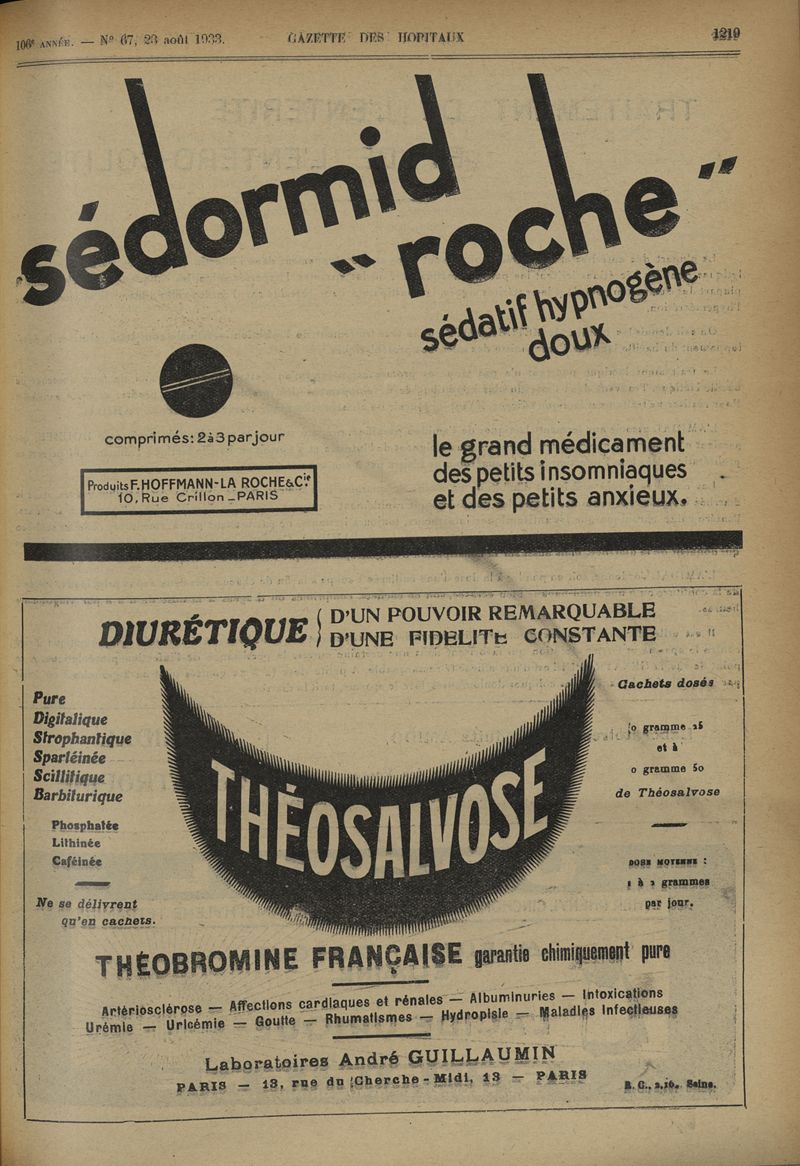 106e ANNÉE. — No 67, 23 août 1933.
GAZETTE DES HOPITAUX
1219
sédormid
"roche"
sédatif hypnogène
doux
comprimés: 2 à 3 par jour
Produits F. HOFFMANN-LA ROCHE & Cie
10, Rue Crillon _ PARIS
le grand médicament
des petits insomniaques
et des petits anxieux.
DIURÉTIQUE
D'UN POUVOIR REMARQUABLE
D'UNE FIDELITÉ CONSTANTE
Pure
Digitalique
Strophantique
Spartéinée
Scillitique
Barbiturique
Phosphatée
Lithinée
Caféinée
Ne se délivrent
qu'en cachets.
THÉOSALVOSE
Cachets dosés
0 gramme 25
et à
0 gramme 50
de Théosalvose
DOSE MOYENNE :
1 à 2 grammes
par jour.
THÉOBROMINE FRANÇAISE garantie chimiquement pure
Artériosclérose — Affections cardiaques et rénales — Albuminuries — Intoxications
Urémie — Uricémie — Goutte — Rhumatismes — Hydropisie — Maladies infectieuses
Laboratoires André GUILLAUMIN
PARIS — 13, rue du Cherche-Midi, 13 — PARIS
Seine.